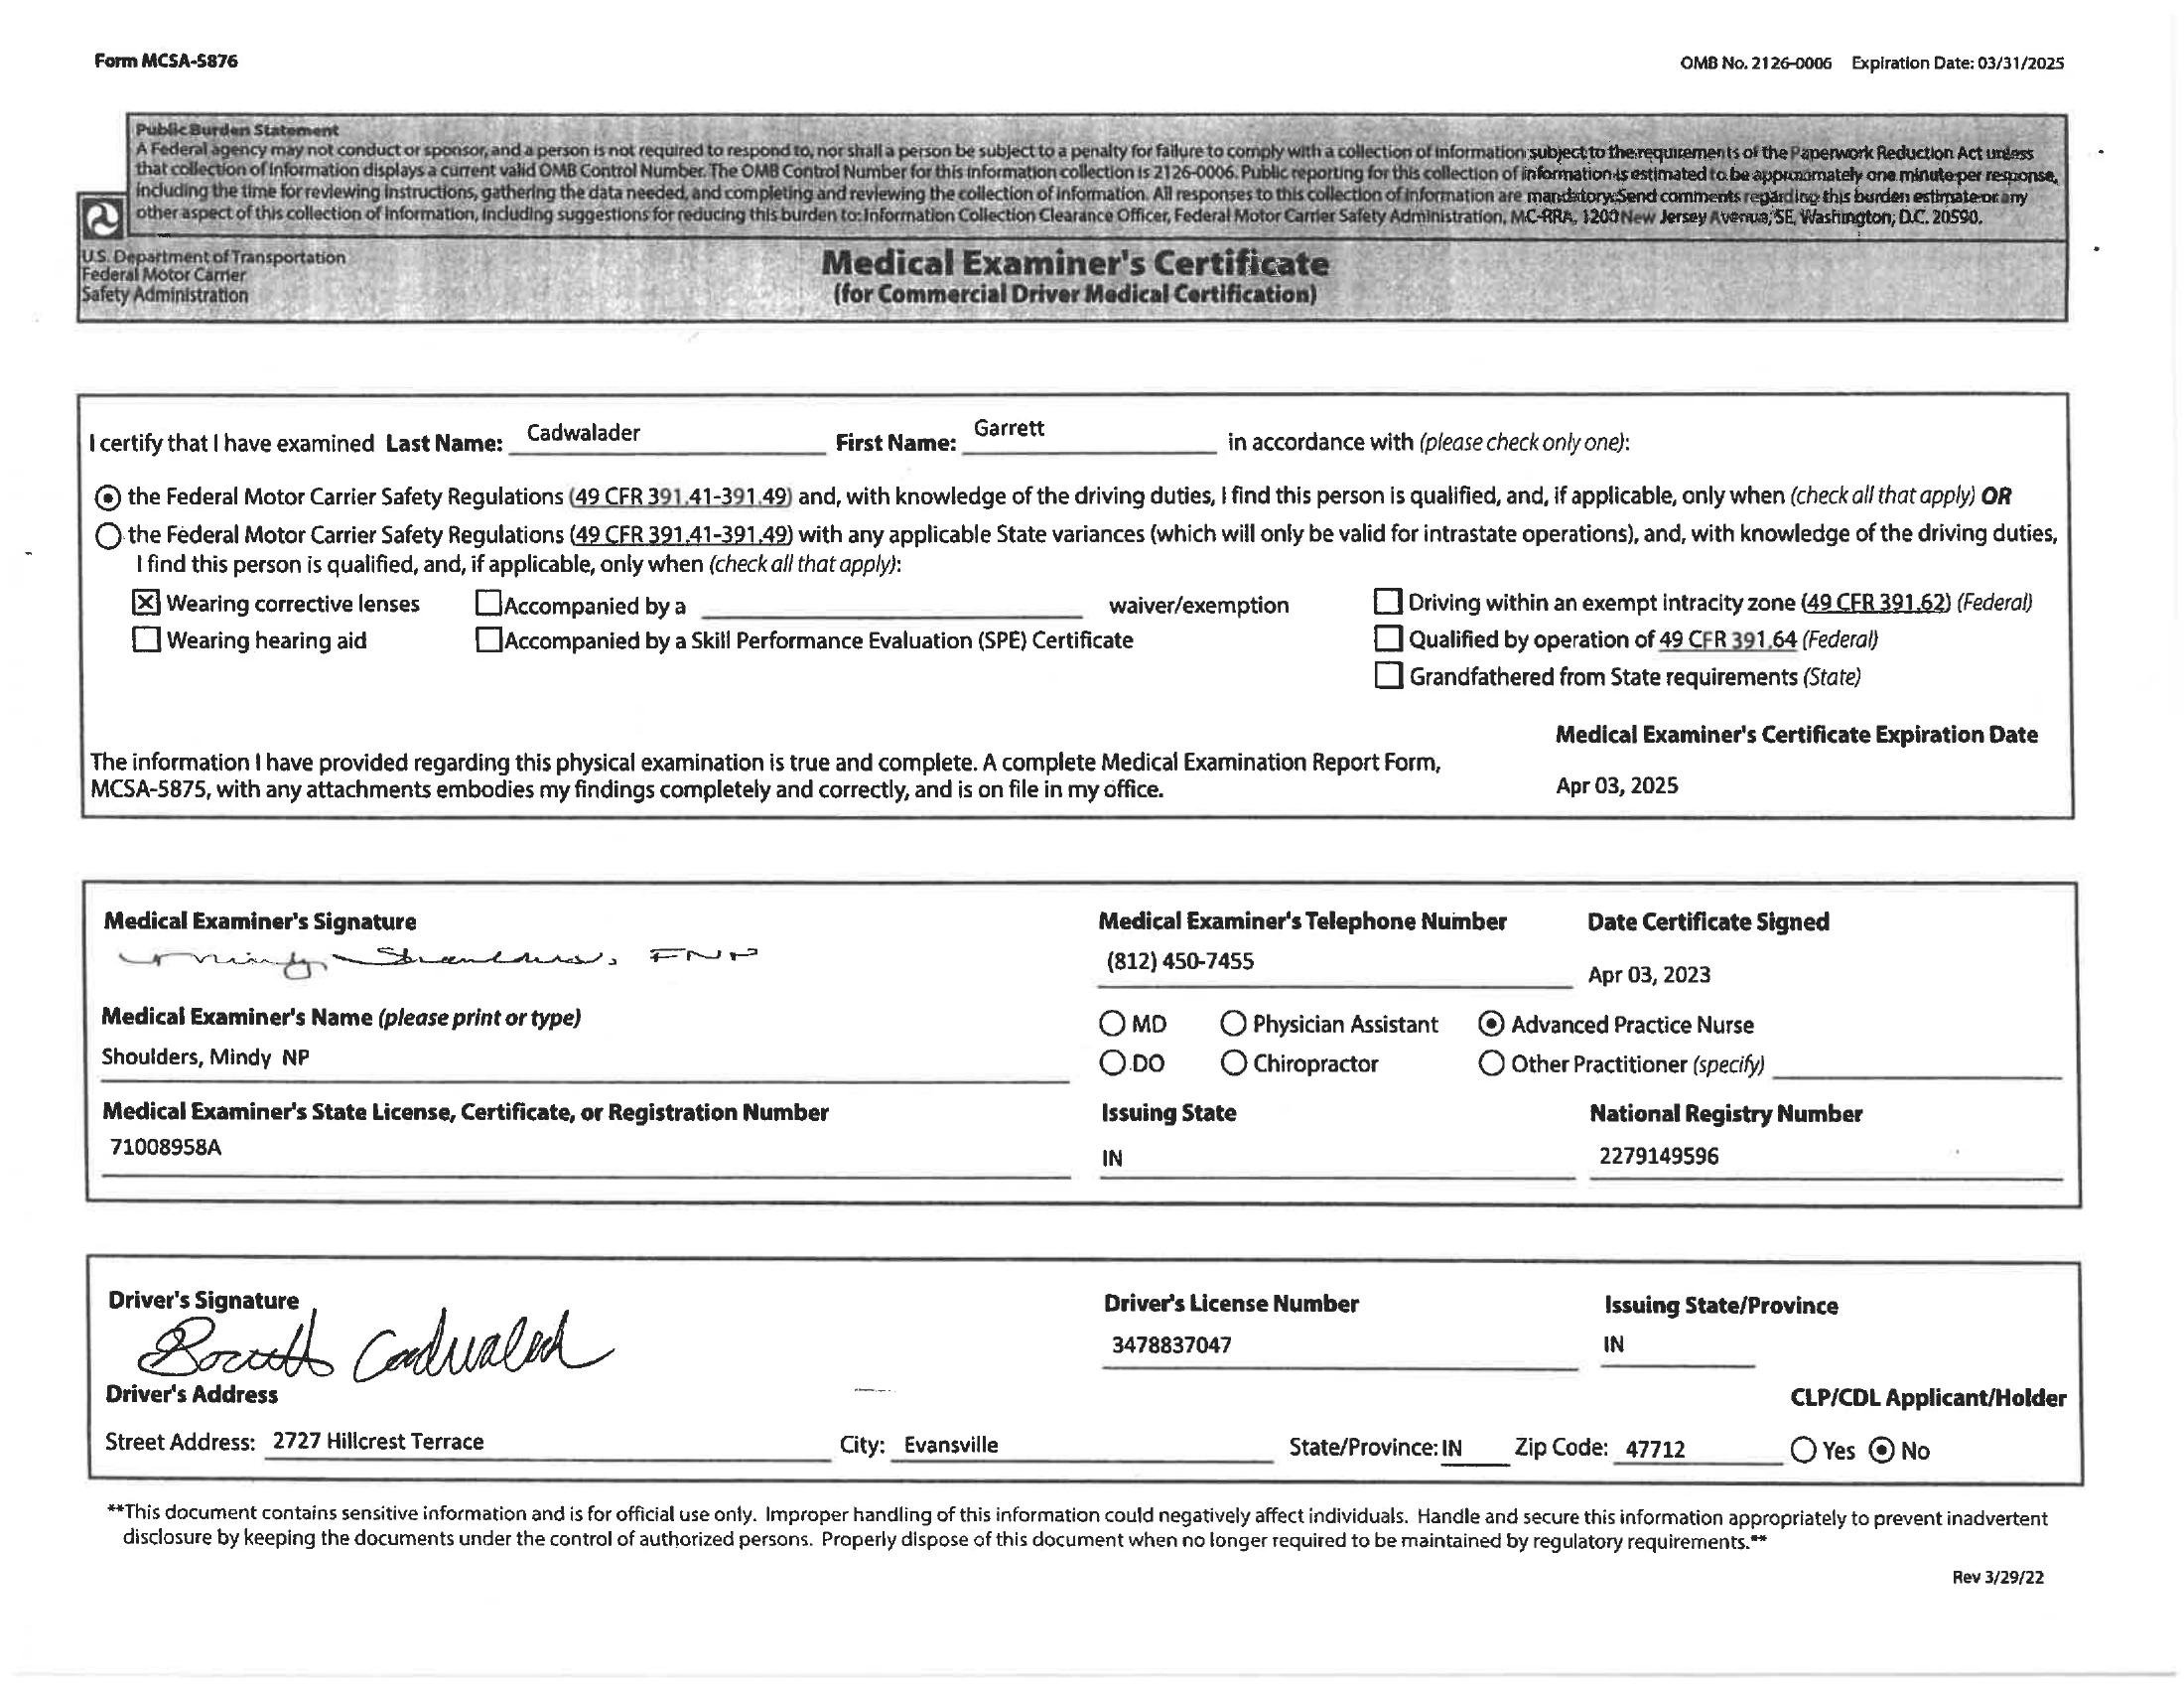 Form MCSA-5876
OMB No. 2126-0006 Expiration Date: 03/31/2025
Public Burden Statement
A Federal agency may not conduct or sponsor, and a person is not required to respond to, nor shall a person be subject to a penalty for failure to comply with a collection of information subject to the requirements of the Paperwork Reduction Act unless
that collection of information displays a current valid OMB Control Number. The OMB Control Number for this information collection is 2126-0006. Public reporting for this collection of information is estimated to be approximately one minute per response,
including the time for reviewing instructions, gathering the data needed, and completing and reviewing the collection of information. All responses to this collection of information are mandatory. Send comments regarding this burden estimate or any
other aspect of this collection of information, including suggestions for reducing this burden to: Information Collection Clearance Officer, Federal Motor Carrier Safety Administration, MC-RRA, 1200 New Jersey Avenue, SE, Washington, D.C. 20590.
U.S. Department of Transportation
Federal Motor Carrier
Safety Administration
Medical Examiner's Certificate
(for Commercial Driver Medical Certification)
I certify that I have examined Last Name: Cadwalader First Name: Garrett in accordance with (please check only one):
the Federal Motor Carrier Safety Regulations (49 CFR 391.41-391.49) and, with knowledge of the driving duties, I find this person is qualified, and, if applicable, only when (check all that apply) OR
the Federal Motor Carrier Safety Regulations (49 CFR 391.41-391.49) with any applicable State variances (which will only be valid for intrastate operations), and, with knowledge of the driving duties,
I find this person is qualified, and, if applicable, only when (check all that apply):
Wearing corrective lenses Accompanied by a waiver/exemption Driving within an exempt intracity zone (49 CFR 391.62) (Federal)
Wearing hearing aid Accompanied by a Skill Performance Evaluation (SPE) Certificate Qualified by operation of 49 CFR 391.64 (Federal)
Grandfathered from State requirements (State)
Medical Examiner's Certificate Expiration Date
The information I have provided regarding this physical examination is true and complete. A complete Medical Examination Report Form,
MCSA-5875, with any attachments embodies my findings completely and correctly, and is on file in my office.
Apr 03, 2025
Medical Examiner's Signature Medical Examiner's Telephone Number Date Certificate Signed
Mindy Shoulders, FNP (812) 450-7455 Apr 03, 2023
Medical Examiner's Name (please print or type) MD Physician Assistant Advanced Practice Nurse
Shoulders, Mindy NP DO Chiropractor Other Practitioner (specify)
Medical Examiner's State License, Certificate, or Registration Number Issuing State National Registry Number
71008958A IN 2279149596
Driver's Signature Driver's License Number Issuing State/Province
Cadwalad 3478837047 IN
Driver's Address CLP/CDL Applicant/Holder
Street Address: 2727 Hillcrest Terrace City: Evansville State/Province: IN Zip Code: 47712 Yes No
**This document contains sensitive information and is for official use only. Improper handling of this information could negatively affect individuals. Handle and secure this information appropriately to prevent inadvertent
disclosure by keeping the documents under the control of authorized persons. Properly dispose of this document when no longer required to be maintained by regulatory requirements.**
Rev 3/29/22